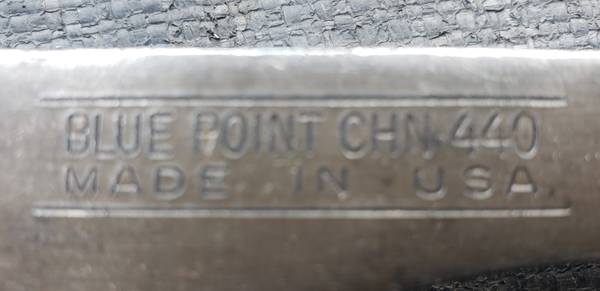 BLUE POINT CHN 440
MADE IN USA